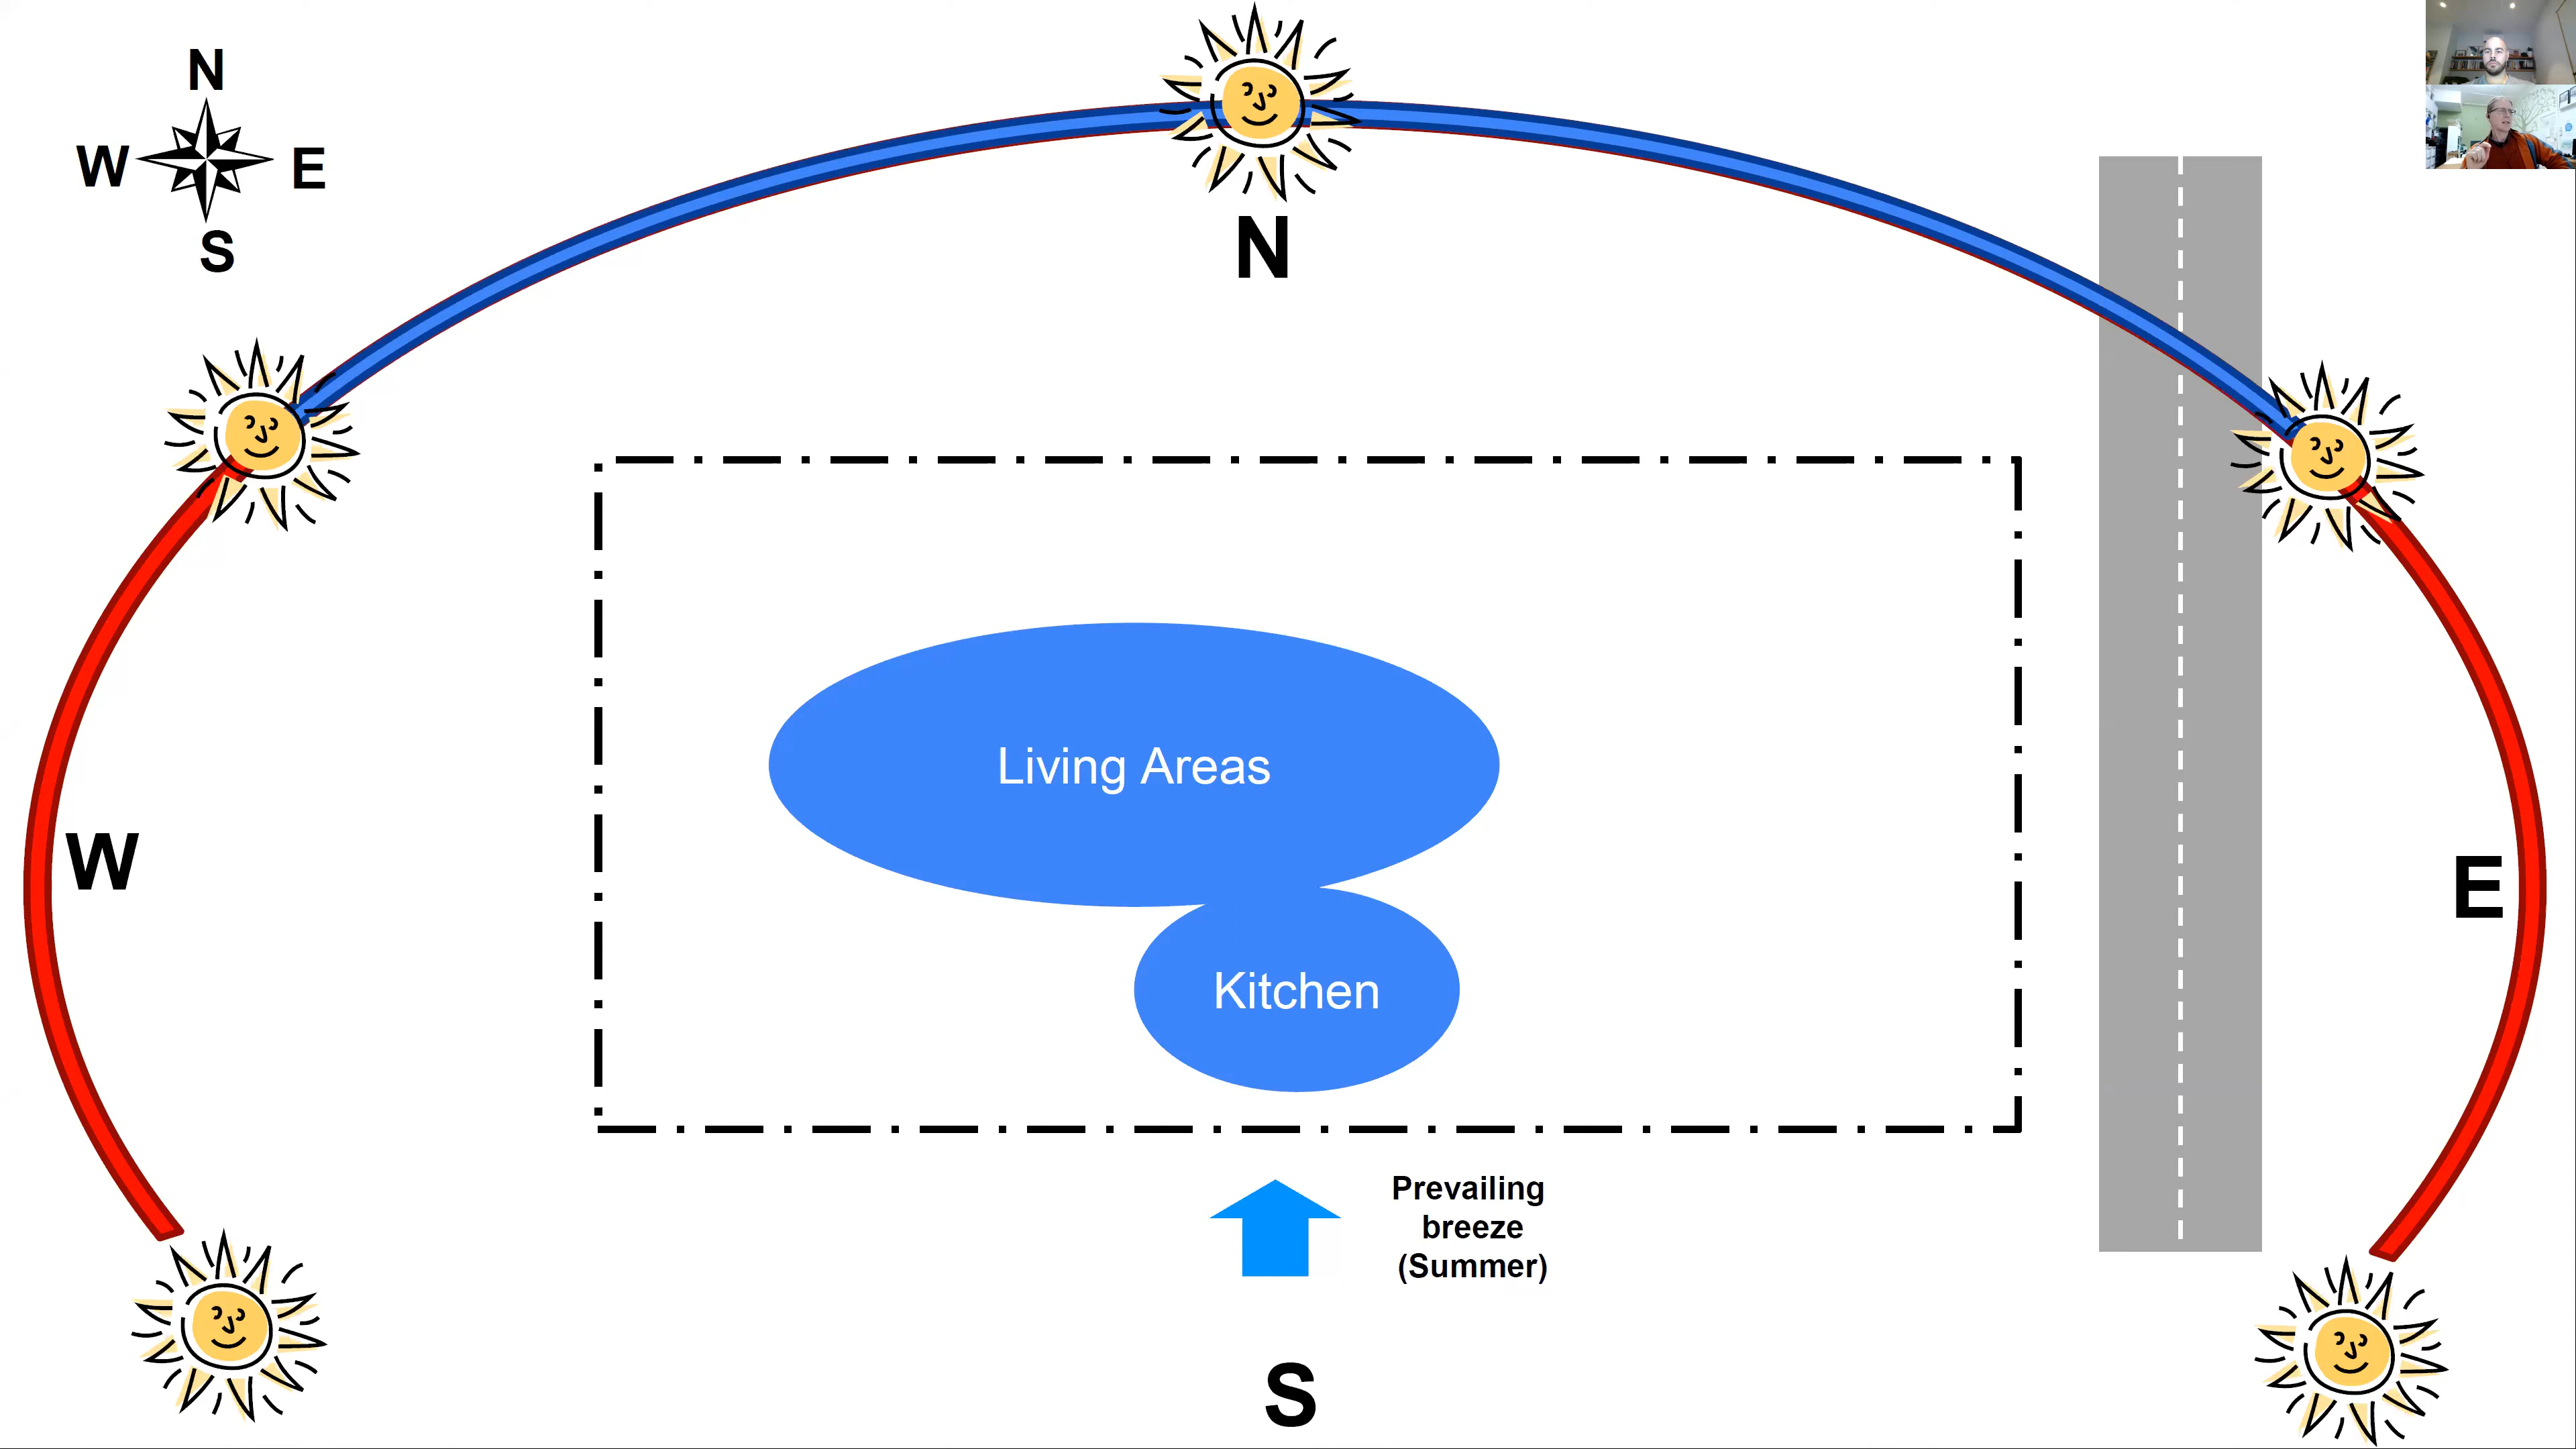 N
W
E
S
N
W
E
Living Areas
Kitchen
Prevailing
breeze
(Summer)
S